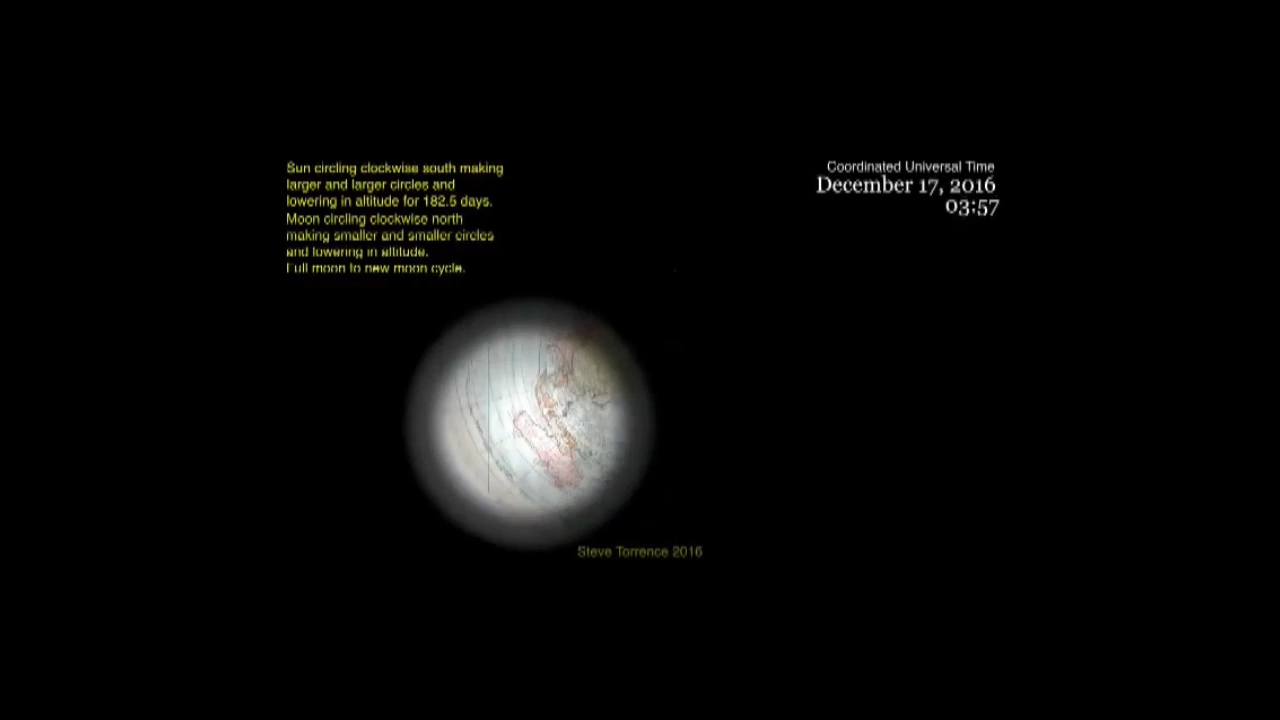 Sun circling clockwise south making
larger and larger circles and
lowering in altitude for 182.5 days.
Moon circling clockwise north
making smaller and smaller circles
and lowering in altitude.
Full moon to new moon cycle.
Coordinated Universal Time
December 17, 2016
03:57
Steve Torrence 2016